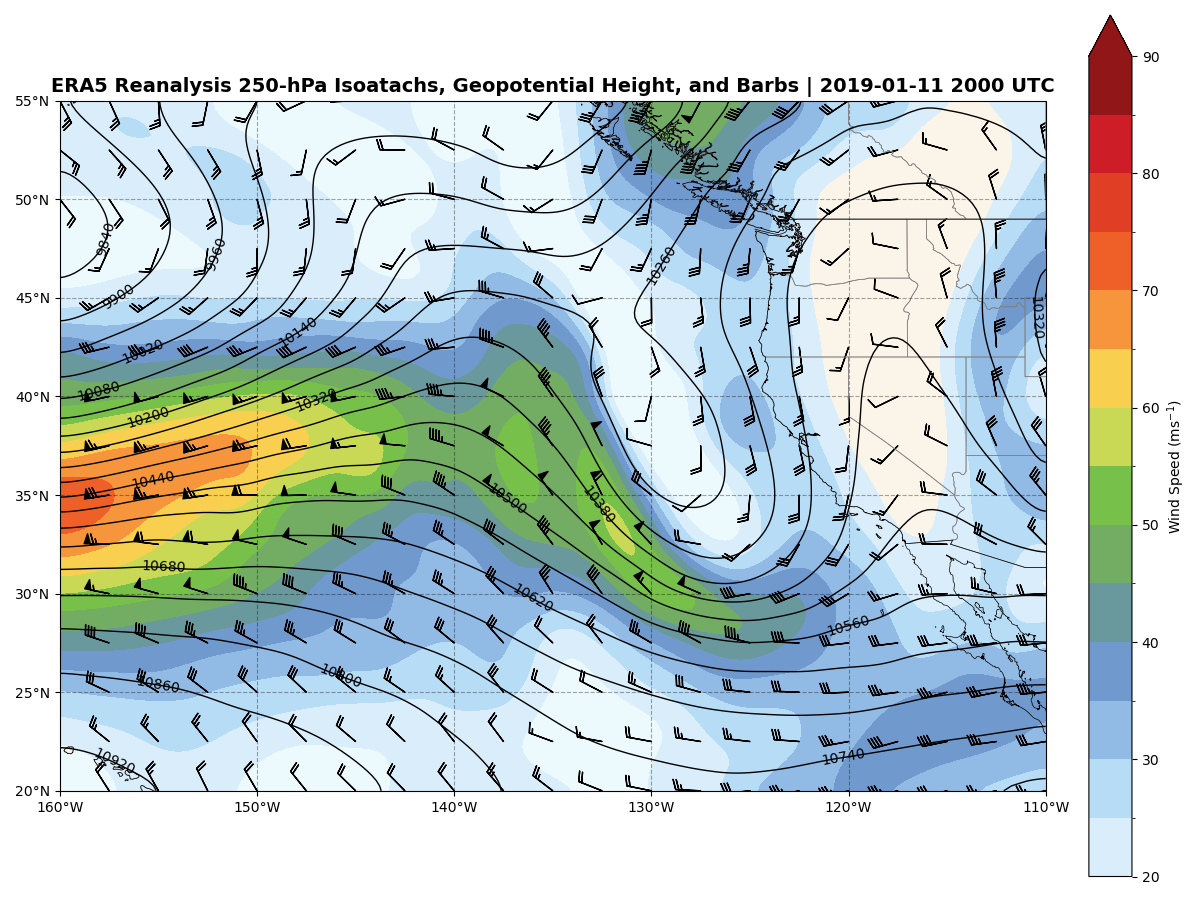 ERA5 Reanalysis 250-hPa Isoatachs, Geopotential Height, and Barbs | 2019-01-11 2000 UTC
55°N
50°N
45°N
40°N
35°N
30°N
25°N
20°N
160°W
150°W
140°W
130°W
120°W
110°W
9840
9900
9960
10020
10080
10140
10200
10260
10320
10320
10380
10440
10500
10560
10620
10680
10740
10800
10860
10920
90
80
70
60
50
40
30
20
Wind Speed (ms⁻¹)